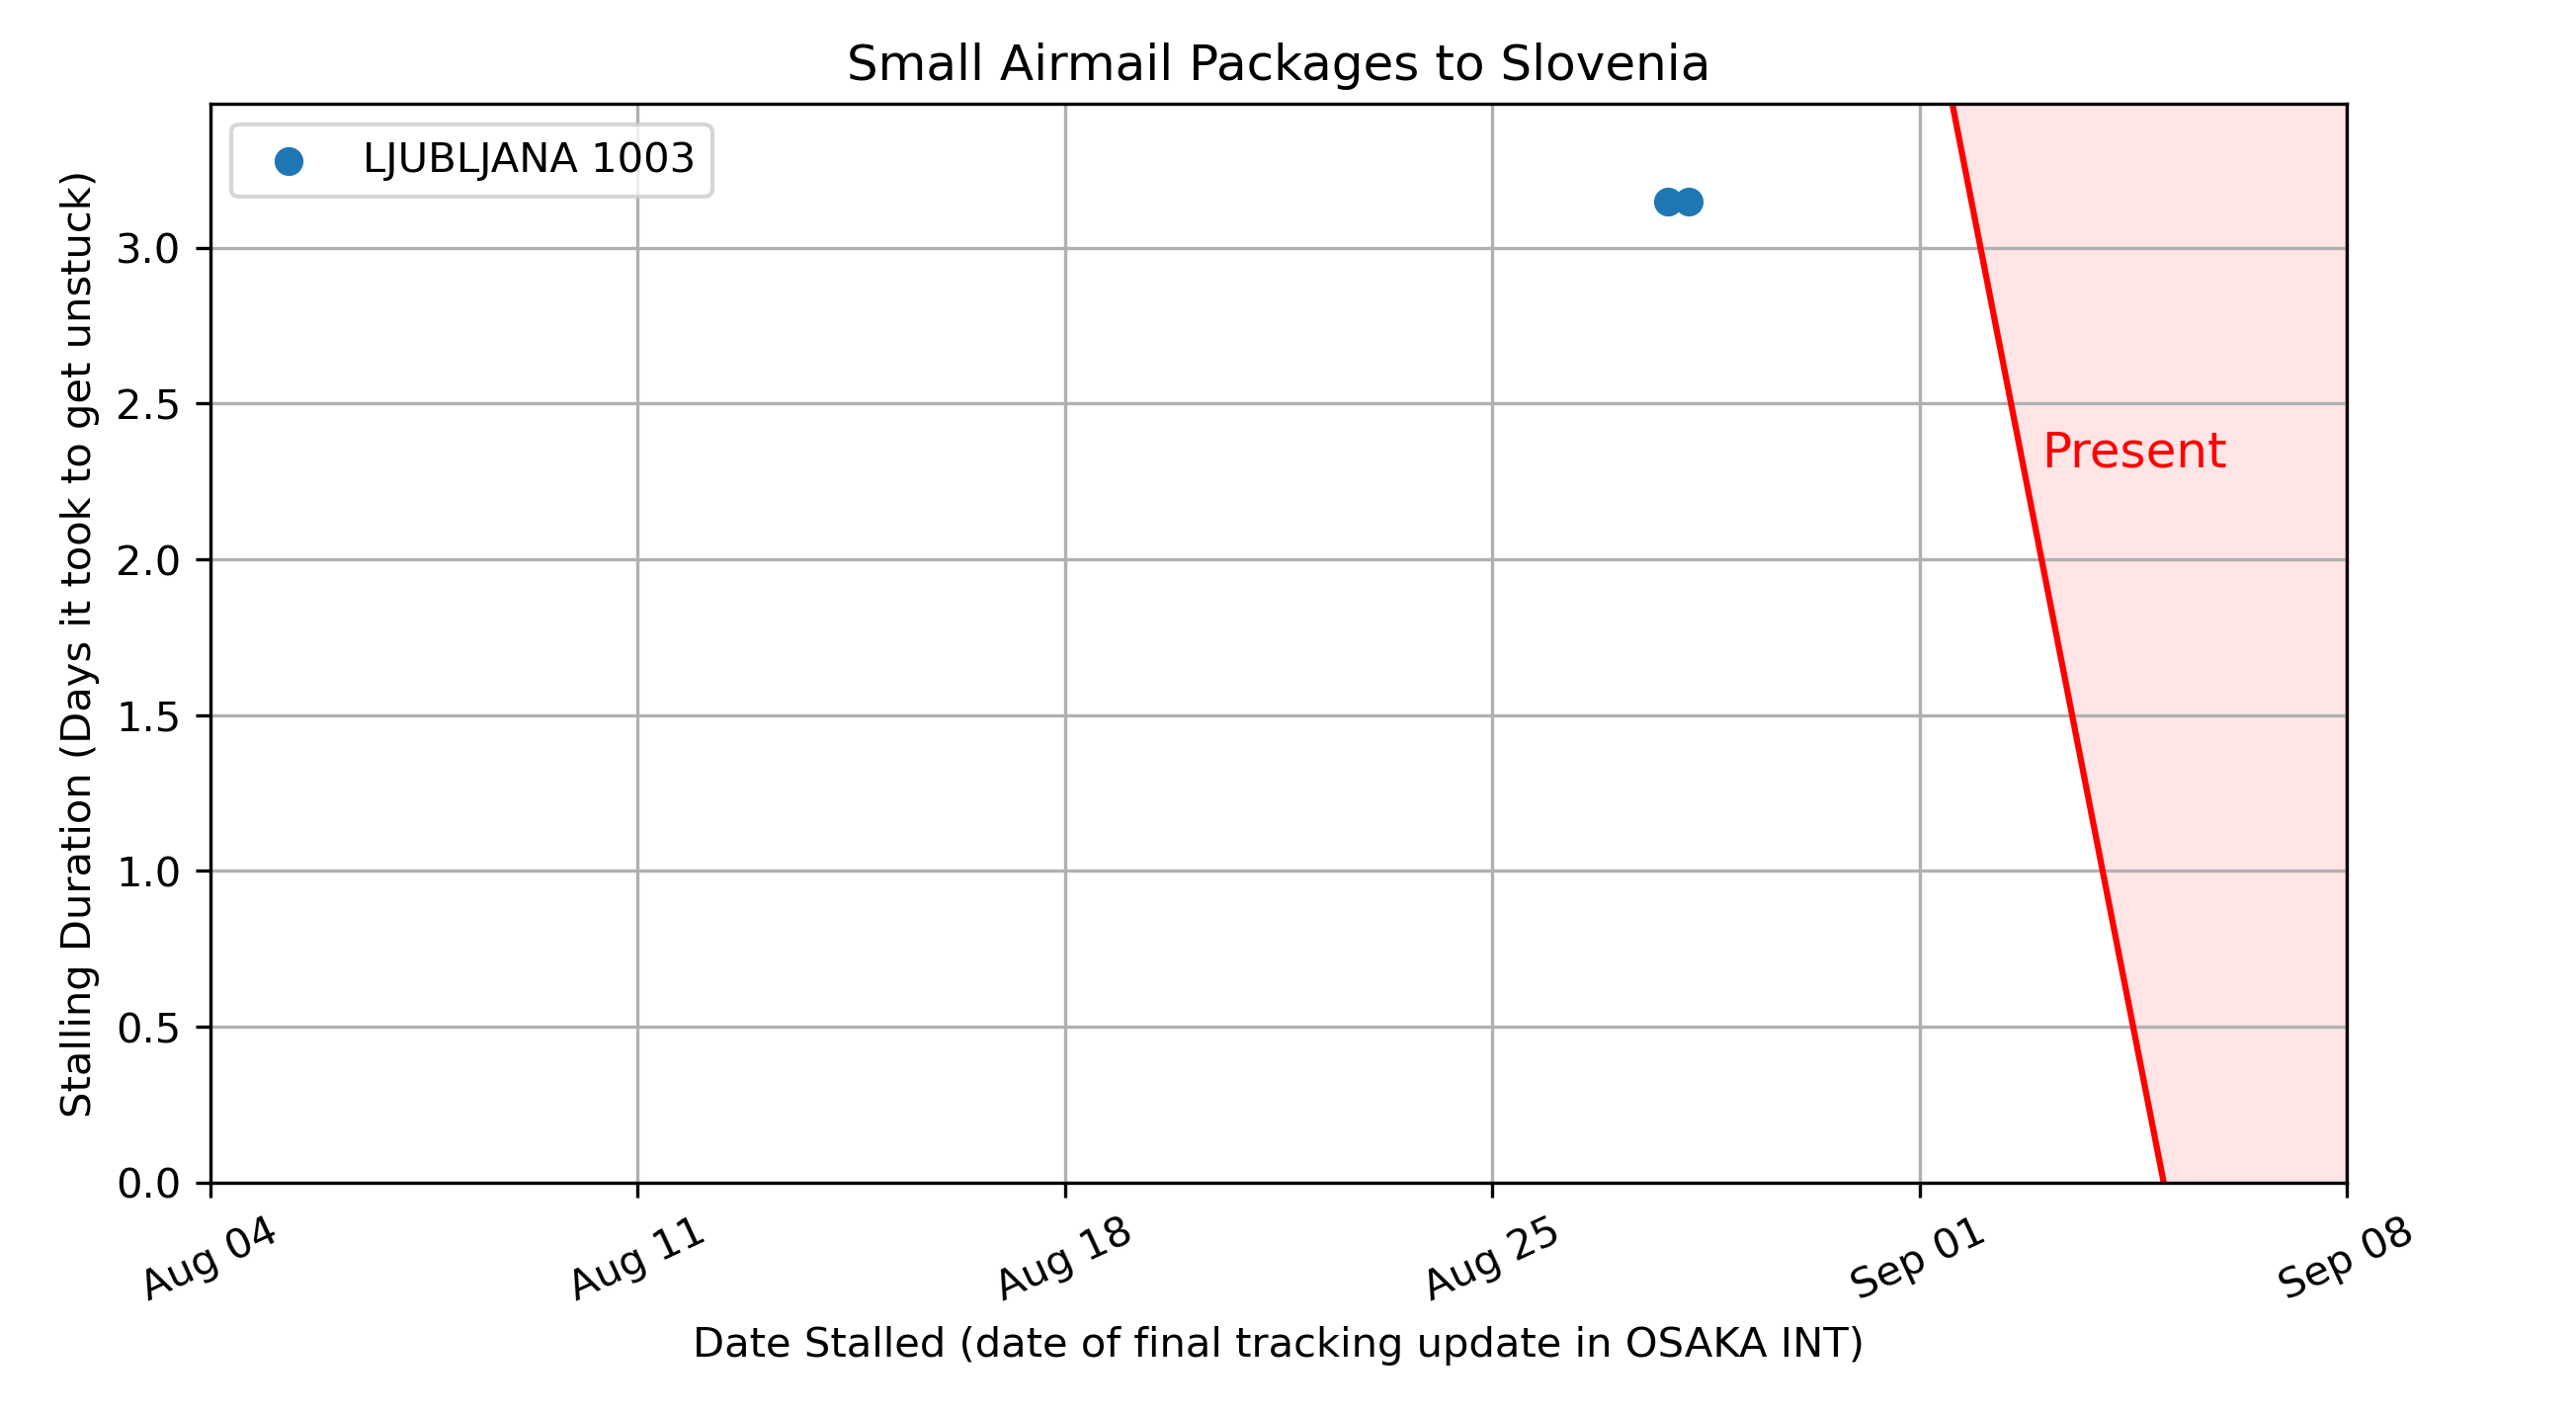 Small Airmail Packages to Slovenia
LJUBLJANA 1003
Stalling Duration (Days it took to get unstuck)
3.0
2.5
2.0
1.5
1.0
0.5
0.0
Present
Aug 04
Aug 11
Aug 18
Aug 25
Sep 01
Sep 08
Date Stalled (date of final tracking update in OSAKA INT)